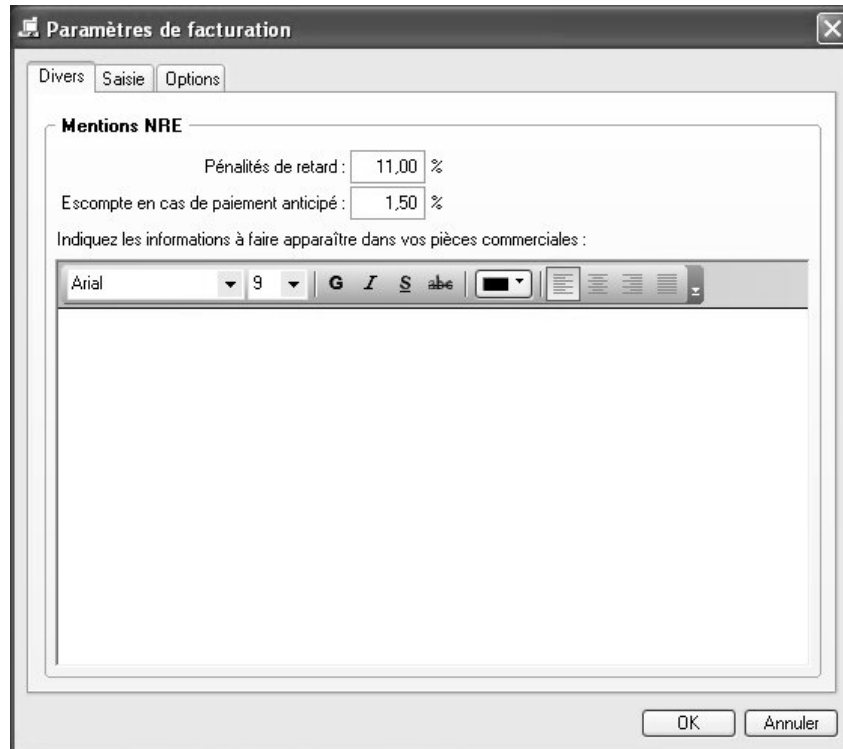 Paramètres de facturation
Divers Saisie Options
Mentions NRE
Pénalités de retard : 11,00 %
Escompte en cas de paiement anticipé : 1,50 %
Indiquez les informations à faire apparaître dans vos pièces commerciales :
Arial 9 G I S abc
OK Annuler